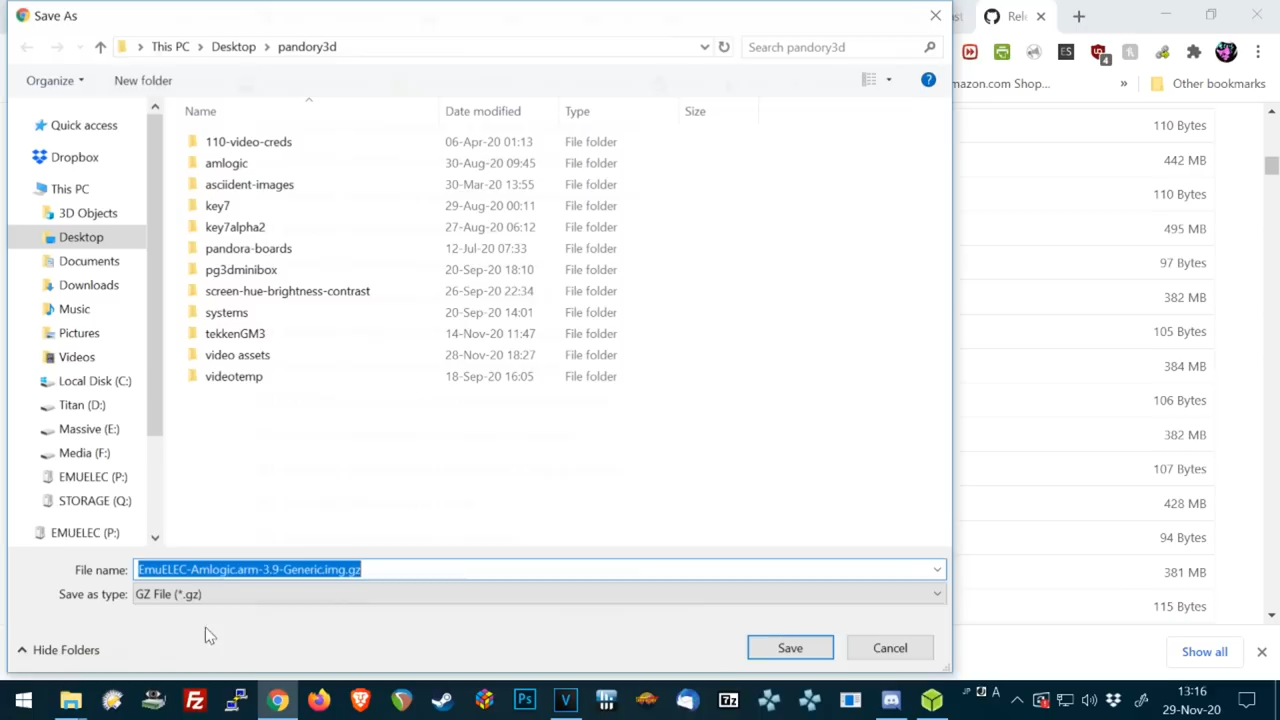 Save As
ost
Rele
This PC > Desktop > pandory3d
Search pandory3d
Organize
New folder
ES
4
mazon.com Shop...
»
Other bookmarks
Name
Date modified
Type
Size
Quick access
Dropbox
This PC
3D Objects
Desktop
Documents
Downloads
Music
Pictures
Videos
Local Disk (C:)
Titan (D:)
Massive (E:)
Media (F:)
EMUELEC (P:)
STORAGE (Q:)
EMUELEC (P:)
110-video-creds 06-Apr-20 01:13 File folder
amlogic 30-Aug-20 09:45 File folder
asciident-images 30-Mar-20 13:55 File folder
key7 29-Aug-20 00:11 File folder
key7alpha2 27-Aug-20 06:12 File folder
pandora-boards 12-Jul-20 07:33 File folder
pg3dminibox 20-Sep-20 18:10 File folder
screen-hue-brightness-contrast 26-Sep-20 22:34 File folder
systems 20-Sep-20 14:01 File folder
tekkenGM3 14-Nov-20 11:47 File folder
video assets 28-Nov-20 18:27 File folder
videotemp 18-Sep-20 16:05 File folder
110 Bytes
442 MB
110 Bytes
495 MB
97 Bytes
382 MB
105 Bytes
384 MB
106 Bytes
382 MB
107 Bytes
428 MB
94 Bytes
381 MB
115 Bytes
File name: EmuELEC-Amlogic.arm-3.9-Generic.img.gz
Save as type: GZ File (*.gz)
Hide Folders
Save
Cancel
Show all
Ps
V
7z
JP
A
13:16
29-Nov-20